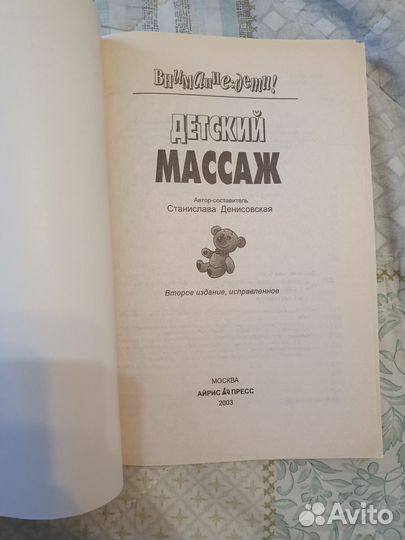 Внимание: дети!
ДЕТСКИЙ
МАССАЖ
Автор-составитель
Станислава Денисовская
Второе издание, исправленное
МОСКВА
АЙРИС ПРЕСС
2003
Avito